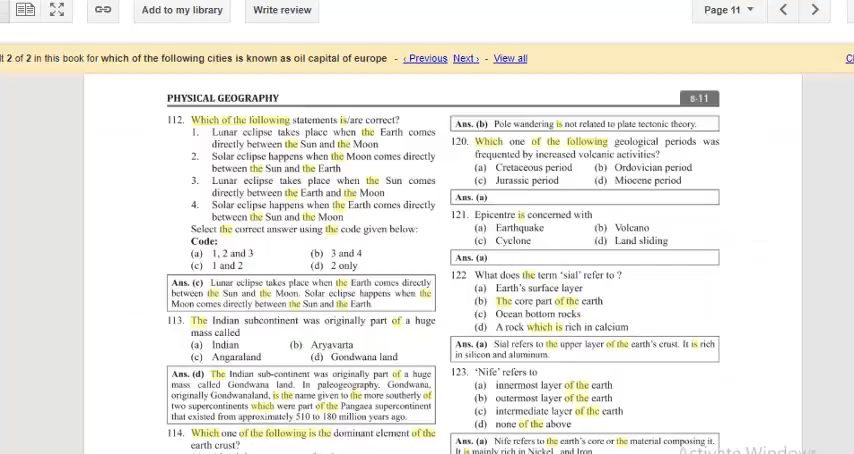 Add to my library
Write review
Page 11
lt 2 of 2 in this book for which of the following cities is known as oil capital of europe - ‹ Previous Next › - View all
PHYSICAL GEOGRAPHY
B-11
112. Which of the following statements is/are correct?
1. Lunar eclipse takes place when the Earth comes
directly between the Sun and the Moon
2. Solar eclipse happens when the Moon comes directly
between the Sun and the Earth
3. Lunar eclipse takes place when the Sun comes
directly between the Earth and the Moon
4. Solar eclipse happens when the Earth comes directly
between the Sun and the Moon
Select the correct answer using the code given below:
Code:
(a) 1, 2 and 3 (b) 3 and 4
(c) 1 and 2 (d) 2 only
Ans. (c) Lunar eclipse takes place when the Earth comes directly
between the Sun and the Moon. Solar eclipse happens when the
Moon comes directly between the Sun and the Earth.
113. The Indian subcontinent was originally part of a huge
mass called
(a) Indian (b) Aryavarta
(c) Angaraland (d) Gondwana land
Ans. (d) The Indian sub-continent was originally part of a huge
mass called Gondwana land. In paleogeography, Gondwana,
originally Gondwanaland, is the name given to the more southerly of
two supercontinents which were part of the Pangaea supercontinent
that existed from approximately 510 to 180 million years ago.
114. Which one of the following is the dominant element of the
earth crust?
Ans. (b) Pole wandering is not related to plate tectonic theory.
120. Which one of the following geological periods was
frequented by increased volcanic activities?
(a) Cretaceous period (b) Ordovician period
(c) Jurassic period (d) Miocene period
Ans. (a)
121. Epicentre is concerned with
(a) Earthquake (b) Volcano
(c) Cyclone (d) Land sliding
Ans. (a)
122 What does the term ‘sial’ refer to ?
(a) Earth’s surface layer
(b) The core part of the earth
(c) Ocean bottom rocks
(d) A rock which is rich in calcium
Ans. (a) Sial refers to the upper layer of the earth’s crust. It is rich
in silicon and aluminum.
123. ‘Nife’ refers to
(a) innermost layer of the earth
(b) outermost layer of the earth
(c) intermediate layer of the earth
(d) none of the above
Ans. (a) Nife refers to the earth’s core or the material composing it.
It is mainly rich in Nickel and Iron
Activate Windows